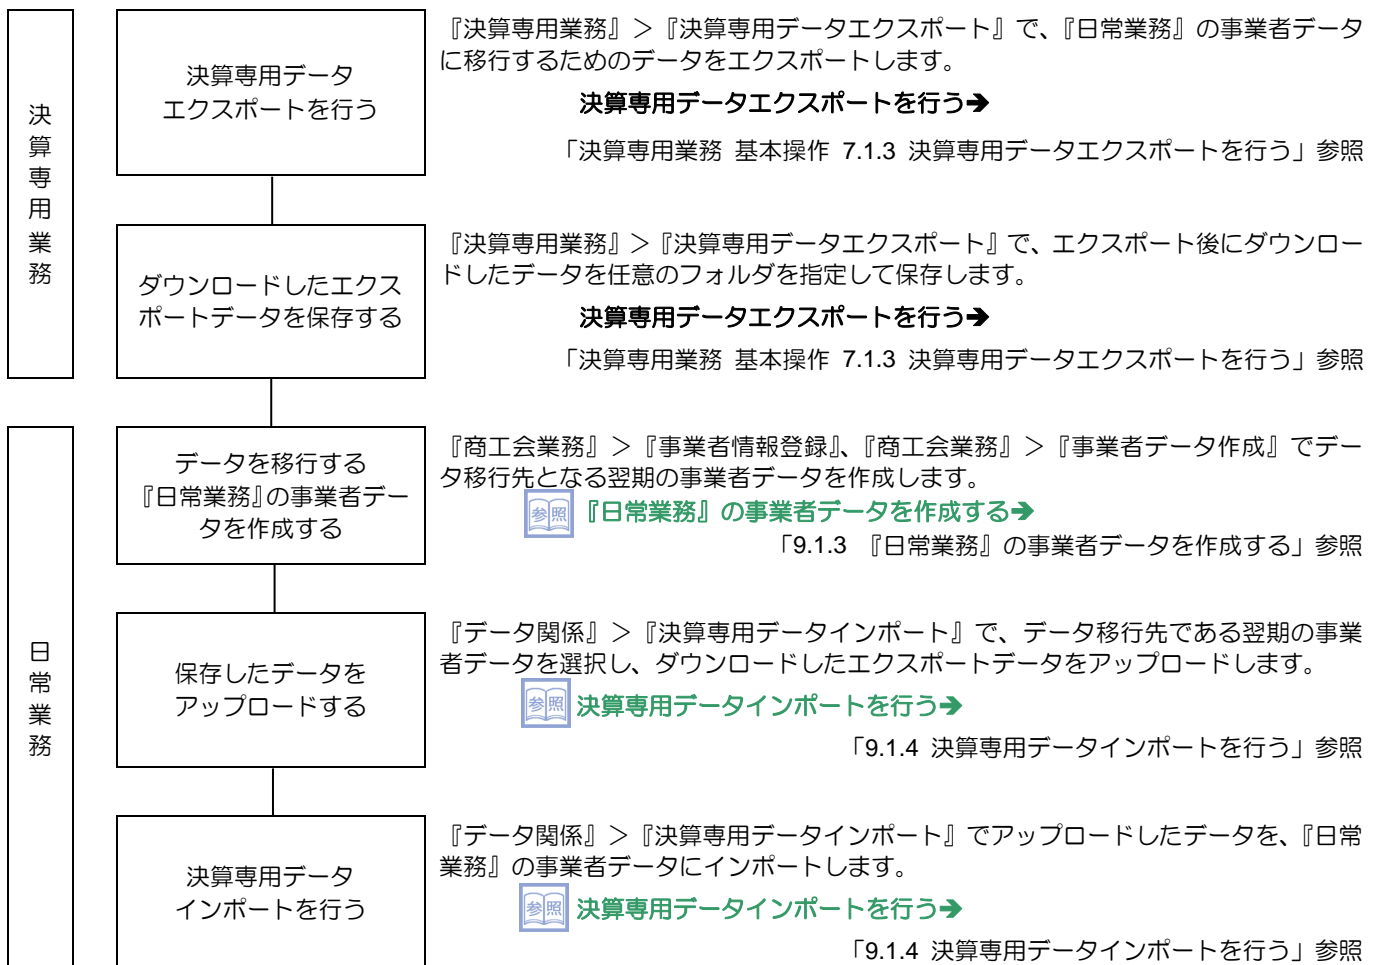 決算専用業務
決算専用データ
エクスポートを行う
『決算専用業務』＞『決算専用データエクスポート』で、『日常業務』の事業者データ
に移行するためのデータをエクスポートします。
決算専用データエクスポートを行う➔
「決算専用業務 基本操作 7.1.3 決算専用データエクスポートを行う」参照
ダウンロードしたエクス
ポートデータを保存する
『決算専用業務』＞『決算専用データエクスポート』で、エクスポート後にダウンロー
ドしたデータを任意のフォルダを指定して保存します。
決算専用データエクスポートを行う➔
「決算専用業務 基本操作 7.1.3 決算専用データエクスポートを行う」参照
日常業務
データを移行する
『日常業務』の事業者デー
タを作成する
『商工会業務』＞『事業者情報登録』、『商工会業務』＞『事業者データ作成』でデー
タ移行先となる翌期の事業者データを作成します。
参照 『日常業務』の事業者データを作成する➔
「9.1.3 『日常業務』の事業者データを作成する」参照
保存したデータを
アップロードする
『データ関係』＞『決算専用データインポート』で、データ移行先である翌期の事業
者データを選択し、ダウンロードしたエクスポートデータをアップロードします。
参照 決算専用データインポートを行う➔
「9.1.4 決算専用データインポートを行う」参照
決算専用データ
インポートを行う
『データ関係』＞『決算専用データインポート』でアップロードしたデータを、『日常
業務』の事業者データにインポートします。
参照 決算専用データインポートを行う➔
「9.1.4 決算専用データインポートを行う」参照